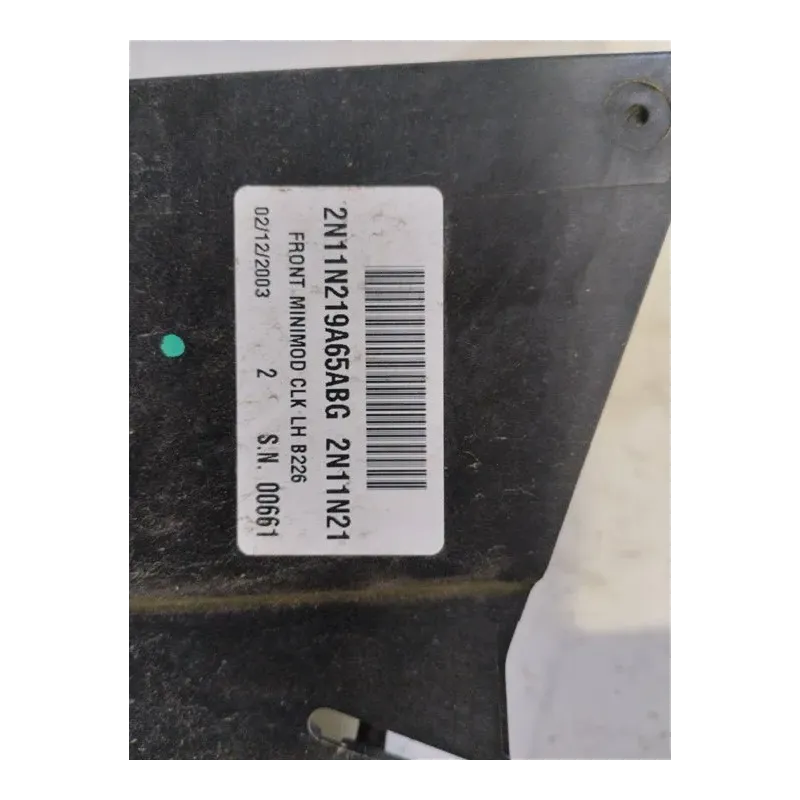 2N11N219A65ABG 2N11N21
FRONT MINIMOD CLK LH B226
02/12/2003 2 S.N. 00661